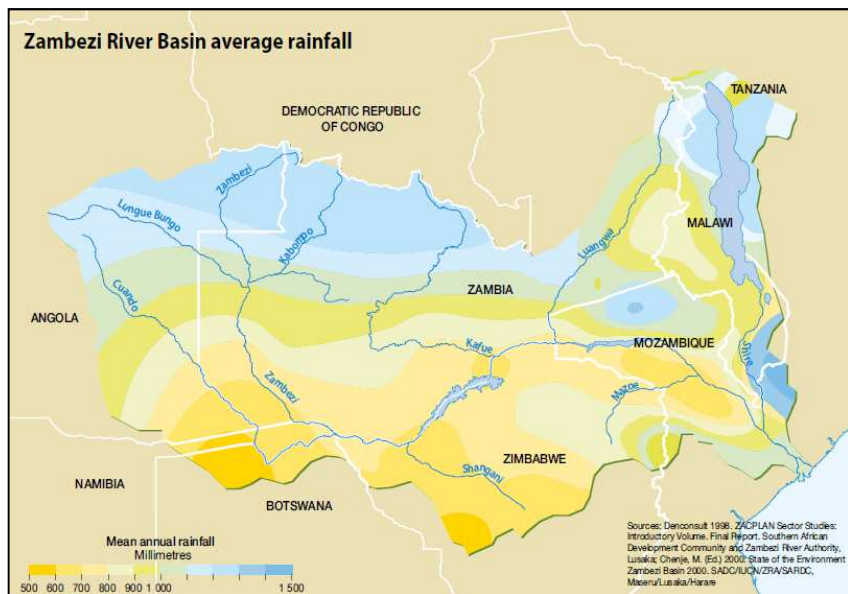 Zambezi River Basin average rainfall
TANZANIA
DEMOCRATIC REPUBLIC
OF CONGO
Zambezi
Lungue Bungo
Kabompo
Luangwa
MALAWI
Cuando
ZAMBIA
ANGOLA
Kafue
MOZAMBIQUE
Shire
Zambezi
Mazoe
ZIMBABWE
Shangani
NAMIBIA
BOTSWANA
Mean annual rainfall
Millimetres
500 600 700 800 900 1 000 1 500
Sources: Denconsult 1998. ZACPLAN Sector Studies:
Introductory Volume. Final Report. Southern African
Development Community and Zambezi River Authority,
Lusaka; Chenje, M. (Ed.) 2000. State of the Environment
Zambezi Basin 2000. SADC/IUCN/ZRA/SARDC,
Maseru/Lusaka/Harare